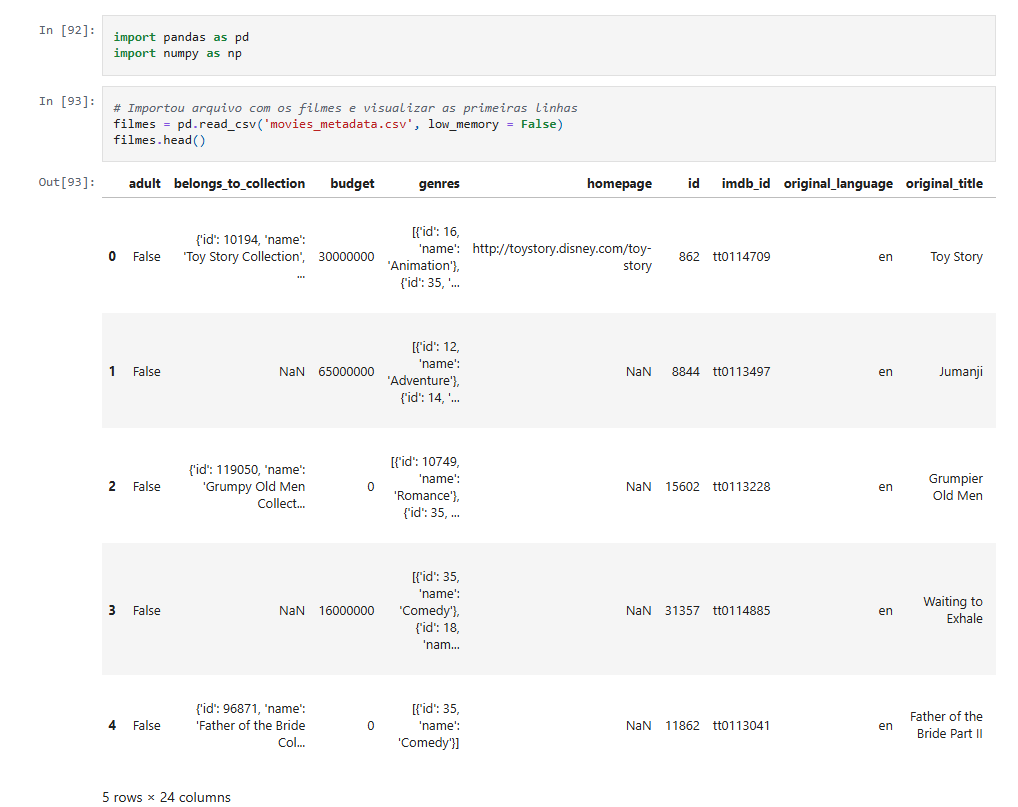 In [92]:
import pandas as pd
import numpy as np
In [93]:
# Importou arquivo com os filmes e visualizar as primeiras linhas
filmes = pd.read_csv('movies_metadata.csv', low_memory = False)
filmes.head()
Out[93]:
adult belongs_to_collection budget genres homepage id imdb_id original_language original_title
0 False {'id': 10194, 'name': 'Toy Story Collection', ... 30000000 [{'id': 16, 'name': 'Animation'}, {'id': 35, '... http://toystory.disney.com/toy-story 862 tt0114709 en Toy Story
1 False NaN 65000000 [{'id': 12, 'name': 'Adventure'}, {'id': 14, '... NaN 8844 tt0113497 en Jumanji
2 False {'id': 119050, 'name': 'Grumpy Old Men Collect... 0 [{'id': 10749, 'name': 'Romance'}, {'id': 35, ... NaN 15602 tt0113228 en Grumpier Old Men
3 False NaN 16000000 [{'id': 35, 'name': 'Comedy'}, {'id': 18, 'nam... NaN 31357 tt0114885 en Waiting to Exhale
4 False {'id': 96871, 'name': 'Father of the Bride Col... 0 [{'id': 35, 'name': 'Comedy'}] NaN 11862 tt0113041 en Father of the Bride Part II
5 rows × 24 columns